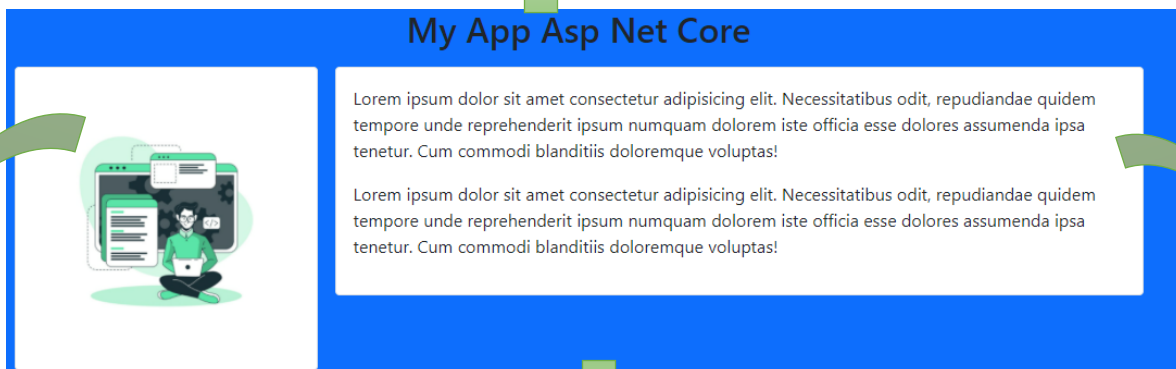 My App Asp Net Core
Lorem ipsum dolor sit amet consectetur adipisicing elit. Necessitatibus odit, repudiandae quidem
tempore unde reprehenderit ipsum numquam dolorem iste officia esse dolores assumenda ipsa
tenetur. Cum commodi blanditiis doloremque voluptas!
Lorem ipsum dolor sit amet consectetur adipisicing elit. Necessitatibus odit, repudiandae quidem
tempore unde reprehenderit ipsum numquam dolorem iste officia esse dolores assumenda ipsa
tenetur. Cum commodi blanditiis doloremque voluptas!